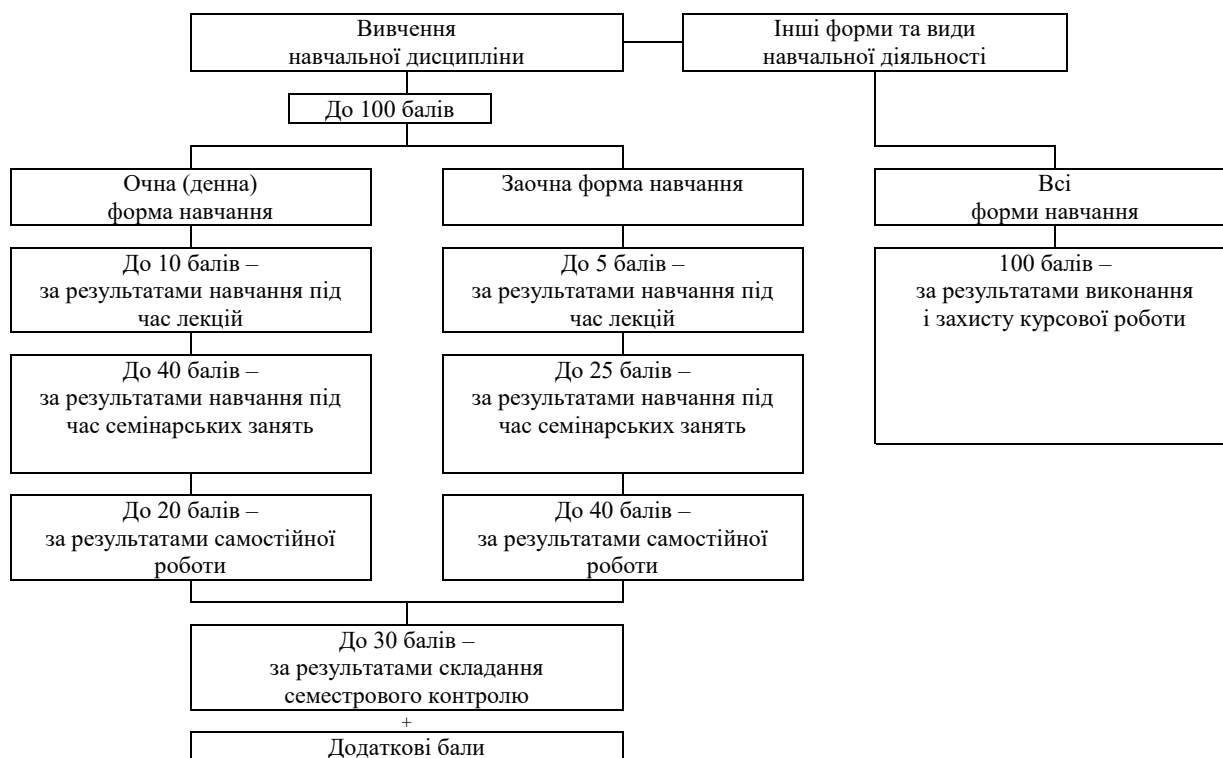 Вивчення
навчальної дисципліни
Інші форми та види
навчальної діяльності
До 100 балів
Очна (денна)
форма навчання
Заочна форма навчання
Всі
форми навчання
До 10 балів –
за результатами навчання під
час лекцій
До 5 балів –
за результатами навчання під
час лекцій
100 балів –
за результатами виконання
і захисту курсової роботи
До 40 балів –
за результатами навчання під
час семінарських занять
До 25 балів –
за результатами навчання під
час семінарських занять
До 20 балів –
за результатами самостійної
роботи
До 40 балів –
за результатами самостійної
роботи
До 30 балів –
за результатами складання
семестрового контролю
+
Додаткові бали